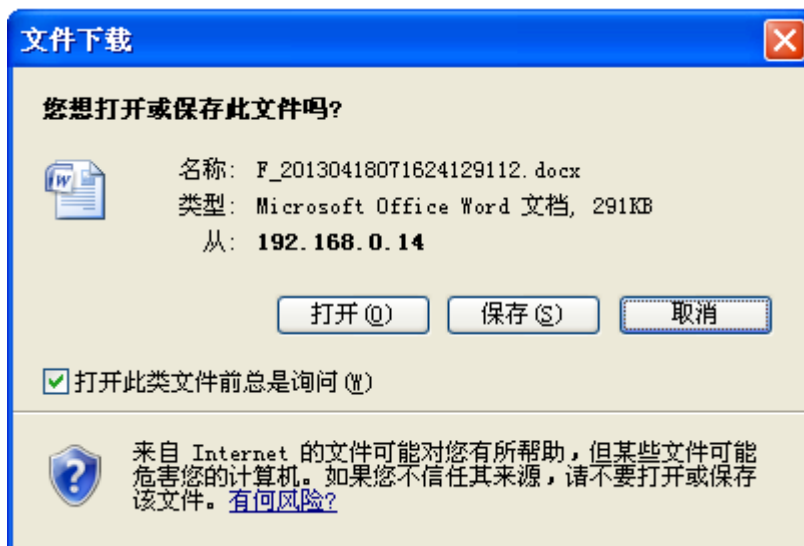 文件下载
您想打开或保存此文件吗?
名称: F_20130418071624129112.docx
类型: Microsoft Office Word 文档, 291KB
从: 192.168.0.14
打开(O) 保存(S) 取消
打开此类文件前总是询问(W)
来自 Internet 的文件可能对您有所帮助，但某些文件可能
危害您的计算机。如果您不信任其来源，请不要打开或保存
该文件。有何风险?